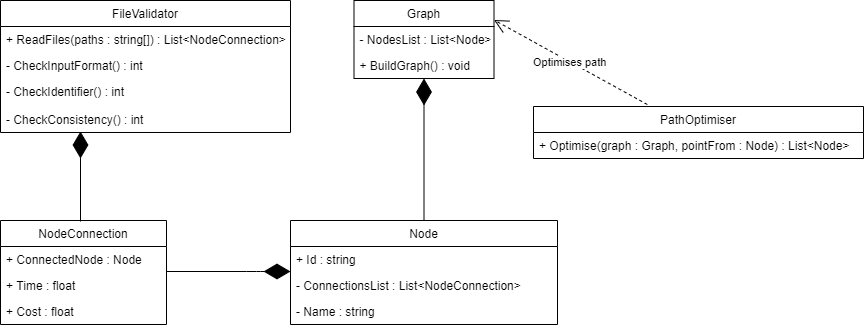 FileValidator
+ ReadFiles(paths : string[]) : List<NodeConnection>
- CheckInputFormat() : int
- CheckIdentifier() : int
- CheckConsistency() : int
Graph
- NodesList : List<Node>
+ BuildGraph() : void
Optimises path
PathOptimiser
+ Optimise(graph : Graph, pointFrom : Node) : List<Node>
NodeConnection
+ ConnectedNode : Node
+ Time : float
+ Cost : float
Node
+ Id : string
- ConnectionsList : List<NodeConnection>
- Name : string